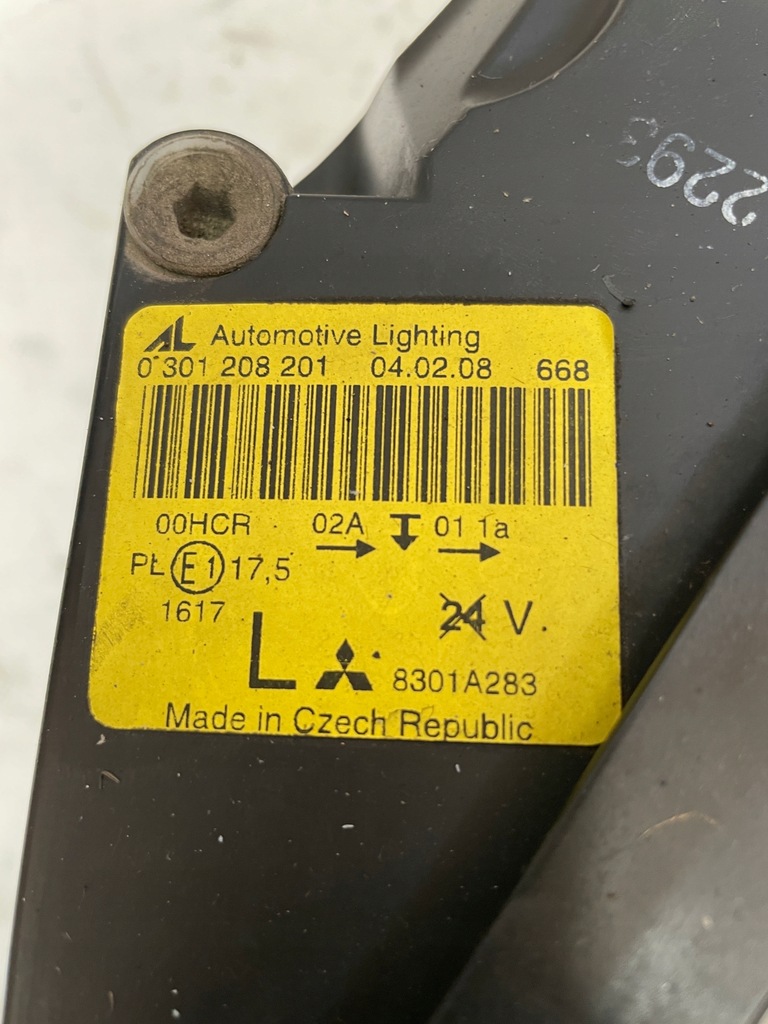 2293
AL Automotive Lighting
0 301 208 201 04.02.08 668
00HCR 02A 01 1a
PL E1 17,5
1617 24 V.
L 8301A283
Made in Czech Republic